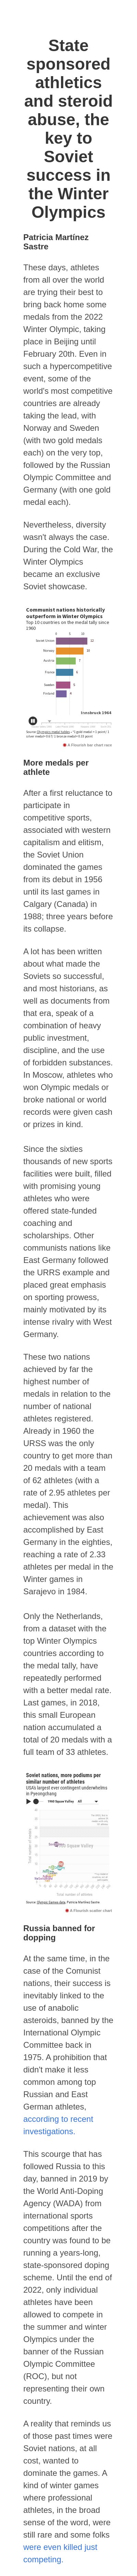 State
sponsored
athletics
and steroid
abuse, the
key to
Soviet
success in
the Winter
Olympics
Patricia Martínez
Sastre
These days, athletes
from all over the world
are trying their best to
bring back home some
medals from the 2022
Winter Olympic, taking
place in Beijing until
February 20th. Even in
such a hypercompetitive
event, some of the
world's most competitive
countries are already
taking the lead, with
Norway and Sweden
(with two gold medals
each) on the very top,
followed by the Russian
Olympic Committee and
Germany (with one gold
medal each).
Nevertheless, diversity
wasn't always the case.
During the Cold War, the
Winter Olympics
became an exclusive
Soviet showcase.
Communist nations historically
outperform in Winter Olympics
Top 10 countries on the medal tally since
1960
Soviet Union
Norway
Sweden
Finland
Innsbruck 1964
A Flourish bar chart race
More medals per
athlete
After a first reluctance to
participate in
competitive sports,
associated with western
capitalism and elitism,
the Soviet Union
dominated the games
from its debut in 1956
until its last games in
Calgary (Canada) in
1988; three years before
its collapse.
A lot has been written
about what made the
Soviets so successful,
and most historians, as
well as documents from
that era, speak of a
combination of heavy
public investment,
discipline, and the use
of forbidden substances.
In Moscow, athletes who
won Olympic medals or
broke national or world
records were given cash
or prizes in kind.
Since the sixties
thousands of new sports
facilities were built, filled
with promising young
athletes who were
offered state-funded
coaching and
scholarships. Other
communists nations like
East Germany followed
the URRS example and
placed great emphasis
on sporting prowess,
mainly motivated by its
intense rivalry with West
Germany.
These two nations
achieved by far the
highest number of
medals in relation to the
number of national
athletes registered.
Already in 1960 the
URSS was the only
country to get more than
20 medals with a team
of 62 athletes (with a
rate of 2.95 athletes per
medal). This
achievement was also
accomplished by East
Germany in the eighties,
reaching a rate of 2.33
athletes per medal in the
Winter games in
Sarajevo in 1984.
Only the Netherlands,
from a dataset with the
top Winter Olympics
countries according to
the medal tally, have
repeatedly performed
with a better medal rate.
Last games, in 2018,
this small European
nation accumulated a
total of 20 medals with a
full team of 33 athletes.
Soviet nations, more podiums per
similar number of athletes
USA's largest ever contingent underwhelms
in Pyeongchang
1960 Squaw Valley
All
1960 Squaw Valley
Total number of athletes
A Flourish scatter chart
Russia banned for
dopping
At the same time, in the
case of the Comunist
nations, their success is
inevitably linked to the
use of anabolic
asteroids, banned by the
International Olympic
Committee back in
1975. A prohibition that
didn't make it less
common among top
Russian and East
German athletes,
according to recent
investigations.
This scourge that has
followed Russia to this
day, banned in 2019 by
the World Anti-Doping
Agency (WADA) from
international sports
competitions after the
country was found to be
running a years-long,
state-sponsored doping
scheme. Until the end of
2022, only individual
athletes have been
allowed to compete in
the summer and winter
Olympics under the
banner of the Russian
Olympic Committee
(ROC), but not
representing their own
country.
A reality that reminds us
of those past times were
Soviet nations, at all
cost, wanted to
dominate the games. A
kind of winter games
where professional
athletes, in the broad
sense of the word, were
still rare and some folks
were even killed just
competing.